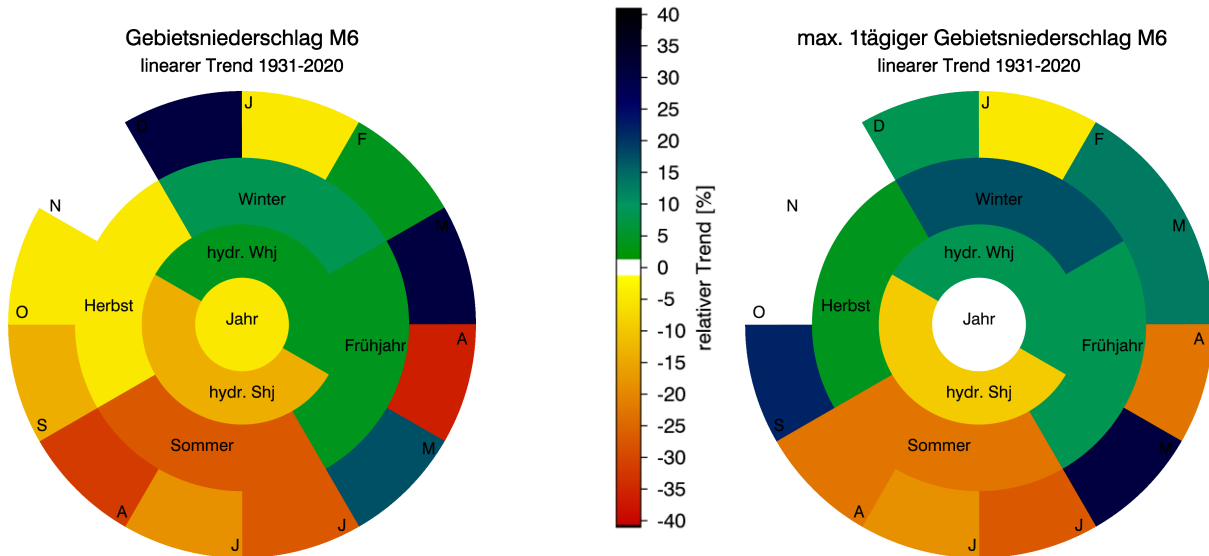 Gebietsniederschlag M6
linearer Trend 1931-2020
D
J
F
M
A
M
J
J
A
S
O
N
Winter
hydr. Whj
Herbst
Jahr
Frühjahr
hydr. Shj
Sommer
40
35
30
25
20
15
10
5
0
-5
-10
-15
-20
-25
-30
-35
-40
relativer Trend [%]
max. 1tägiger Gebietsniederschlag M6
linearer Trend 1931-2020
D
J
F
M
A
M
J
J
A
S
O
N
Winter
hydr. Whj
Herbst
Jahr
Frühjahr
hydr. Shj
Sommer